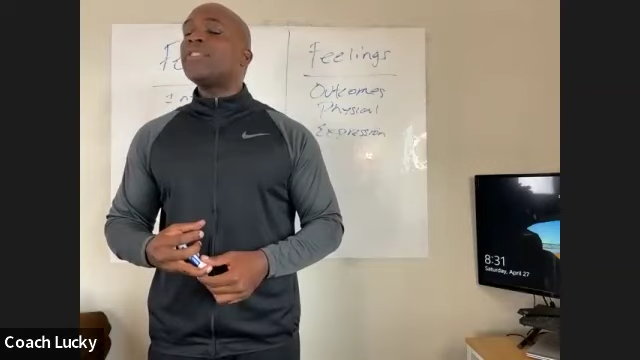 Feelings
Outcomes
Physical
Expression
8:31
Saturday, April 27
Coach Lucky